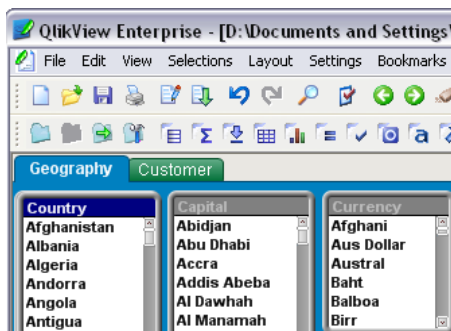 QlikView Enterprise - [D:\Documents and Settings\
File Edit View Selections Layout Settings Bookmarks
Geography Customer
Country Capital Currency
Afghanistan Abidjan Afghani
Albania Abu Dhabi Aus Dollar
Algeria Accra Austral
Andorra Addis Abeba Baht
Angola Al Dawhah Balboa
Antigua Al Manamah Birr